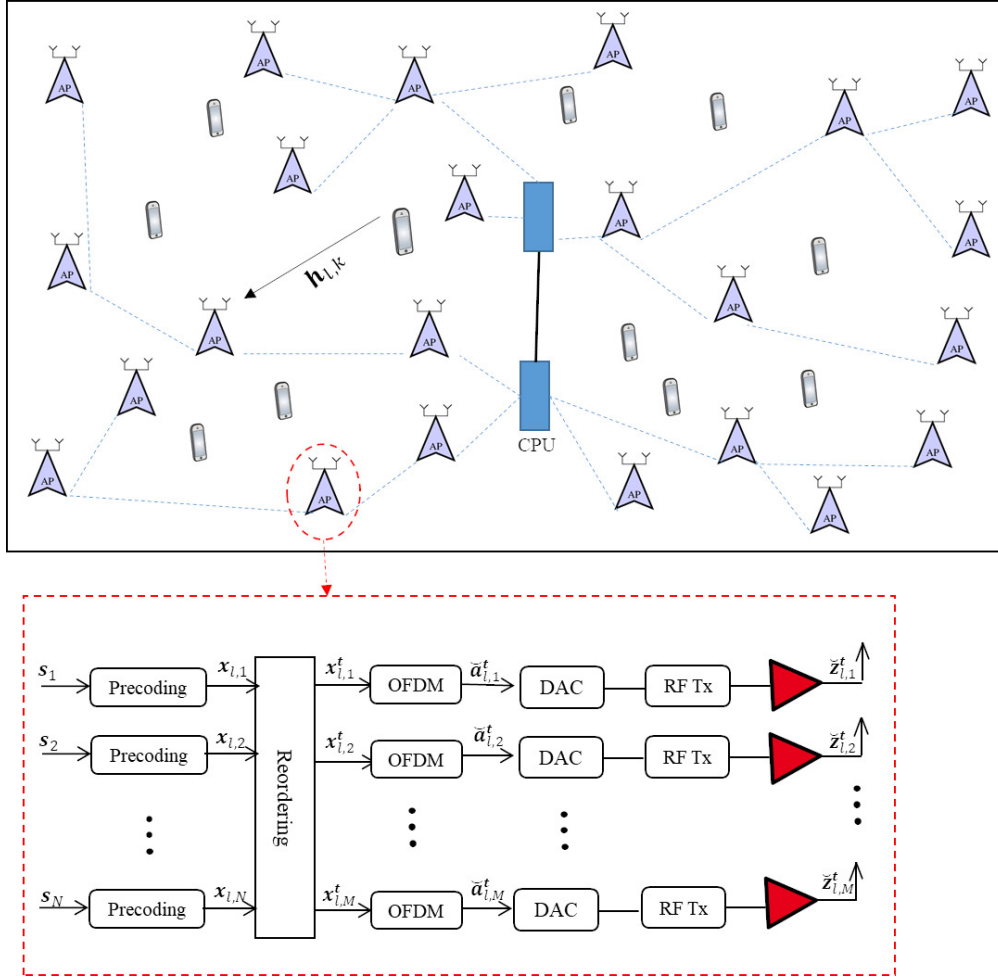 AP
AP
AP
AP
AP
AP
AP
AP
AP
AP
AP
AP
𝒉_{l,k}
AP
AP
AP
AP
AP
CPU
AP
AP
AP
AP
AP
AP
𝒔_1 Precoding 𝒙_{l,1} 𝒙^t_{l,1} OFDM ă^t_{l,1} DAC RF Tx z̆^t_{l,1}
𝒔_2 Precoding 𝒙_{l,2} 𝒙^t_{l,2} OFDM ă^t_{l,2} DAC RF Tx z̆^t_{l,2}
Reordering
𝒔_N Precoding 𝒙_{l,N} 𝒙^t_{l,M} OFDM ă^t_{l,M} DAC RF Tx z̆^t_{l,M}